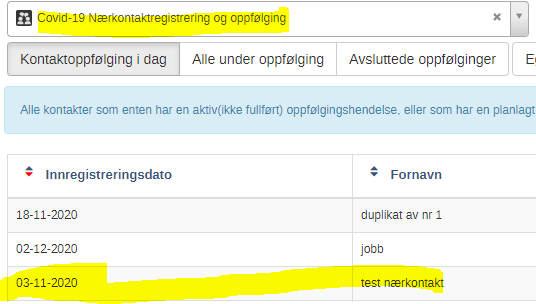 Covid-19 Nærkontaktregistrering og oppfølging
Kontaktoppfølging i dag Alle under oppfølging Avsluttede oppfølginger
Alle kontakter som enten har en aktiv(ikke fullført) oppfølgingshendelse, eller som har en planlagt
Innregistreringsdato Fornavn
18-11-2020 duplikat av nr 1
02-12-2020 jobb
03-11-2020 test nærkontakt